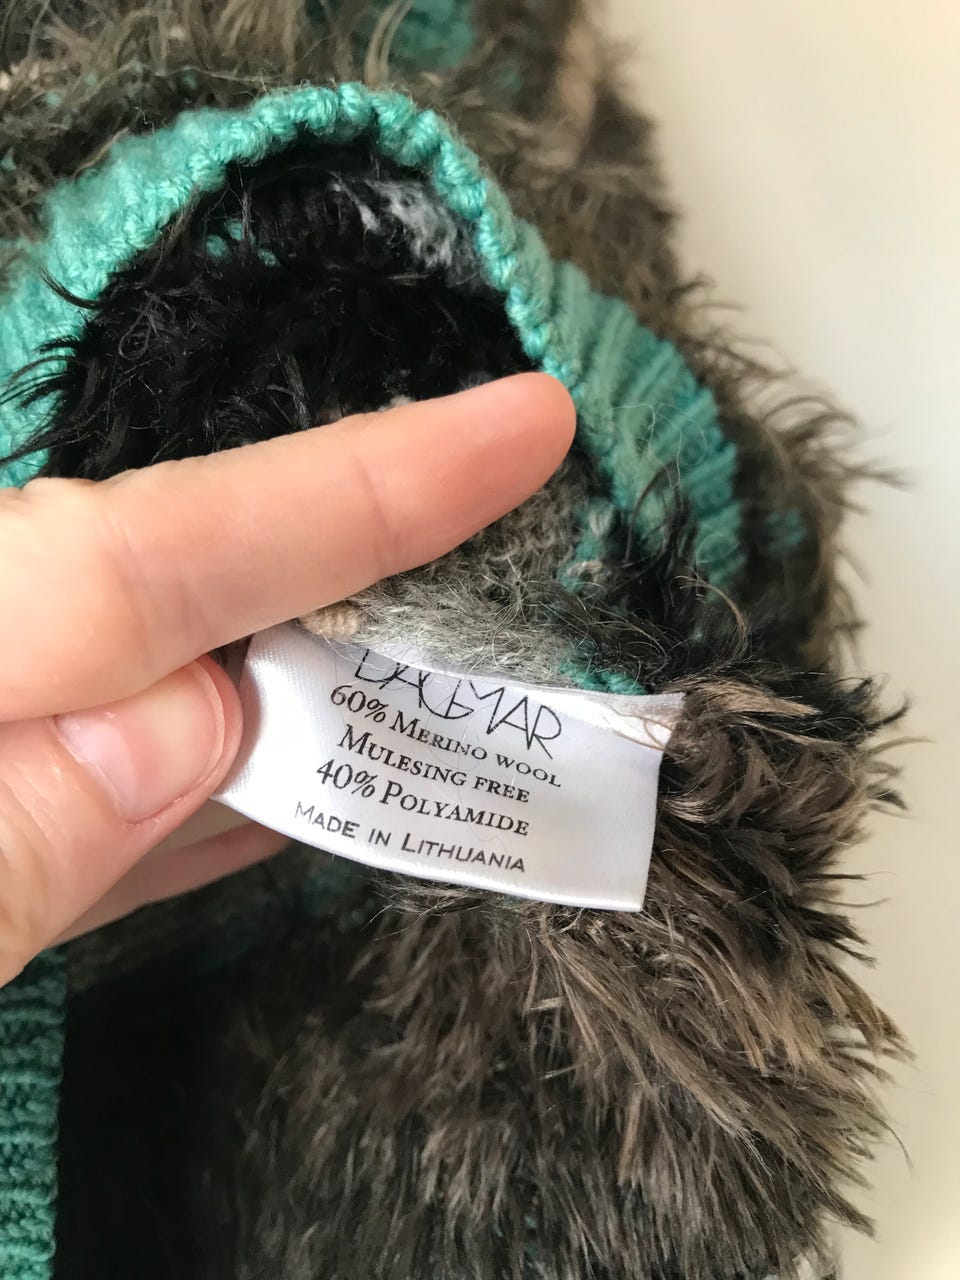 DAGMAR
60% MERINO WOOL
MULESING FREE
40% POLYAMIDE
MADE IN LITHUANIA